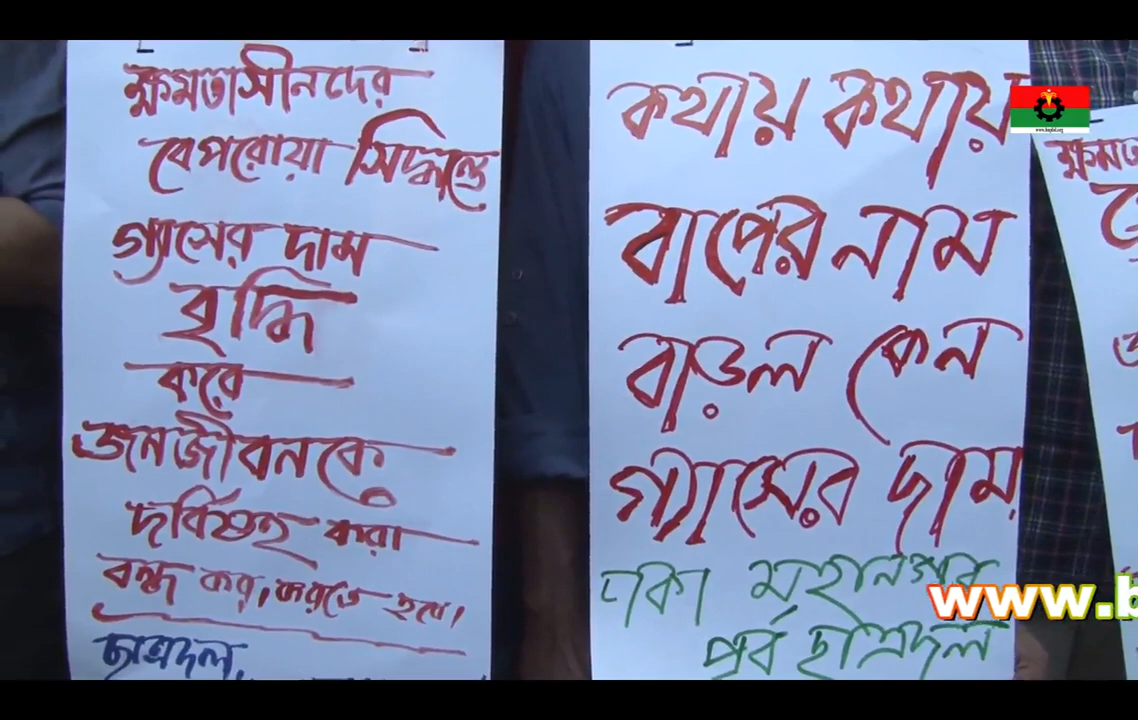 ক্ষমতাসীনদের
বেপরোয়া সিদ্ধান্তে
গ্যাসের দাম
বৃদ্ধি
করে
জনজীবনকে
দুর্বিষহ করা
বন্ধ কর, করতে হবে।
ছাত্রদল,
কথায় কথায়
বাপের নাম
বাড়ল কেন
গ্যাসের দাম
ঢাকা মহানগর
পূর্ব ছাত্রদল
www.b